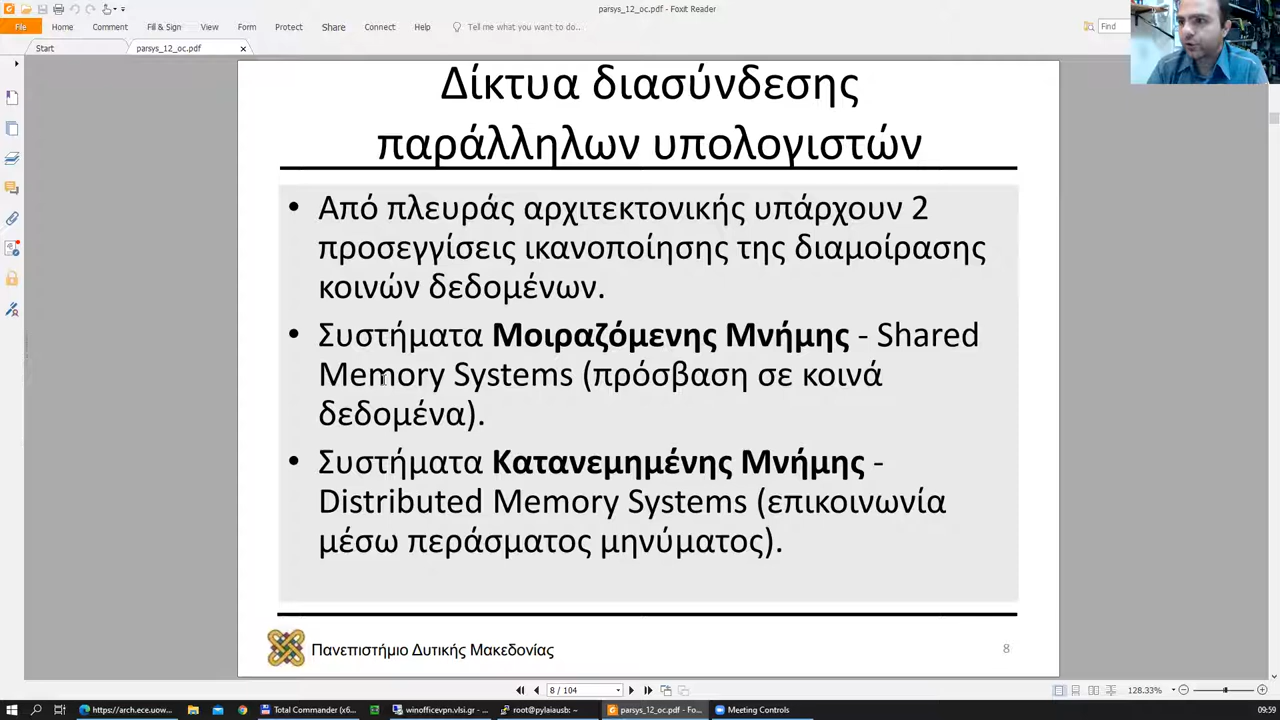 parsys_12_oc.pdf - Foxit Reader
File Home Comment Fill & Sign View Form Protect Share Connect Help Tell me what you want to do.. Find
Start parsys_12_oc.pdf
Δίκτυα διασύνδεσης
παράλληλων υπολογιστών
• Από πλευράς αρχιτεκτονικής υπάρχουν 2
προσεγγίσεις ικανοποίησης της διαμοίρασης
κοινών δεδομένων.
• Συστήματα Μοιραζόμενης Μνήμης - Shared
Memory Systems (πρόσβαση σε κοινά
δεδομένα).
• Συστήματα Κατανεμημένης Μνήμης -
Distributed Memory Systems (επικοινωνία
μέσω περάσματος μηνύματος).
Πανεπιστήμιο Δυτικής Μακεδονίας
8
8 / 104 128.33%
https://arch.ece.uow... Total Commander (x6... winofficevpn.vlsi.gr - ... root@pylaiausb: ~ parsys_12_oc.pdf - Fo... Meeting Controls 09:59